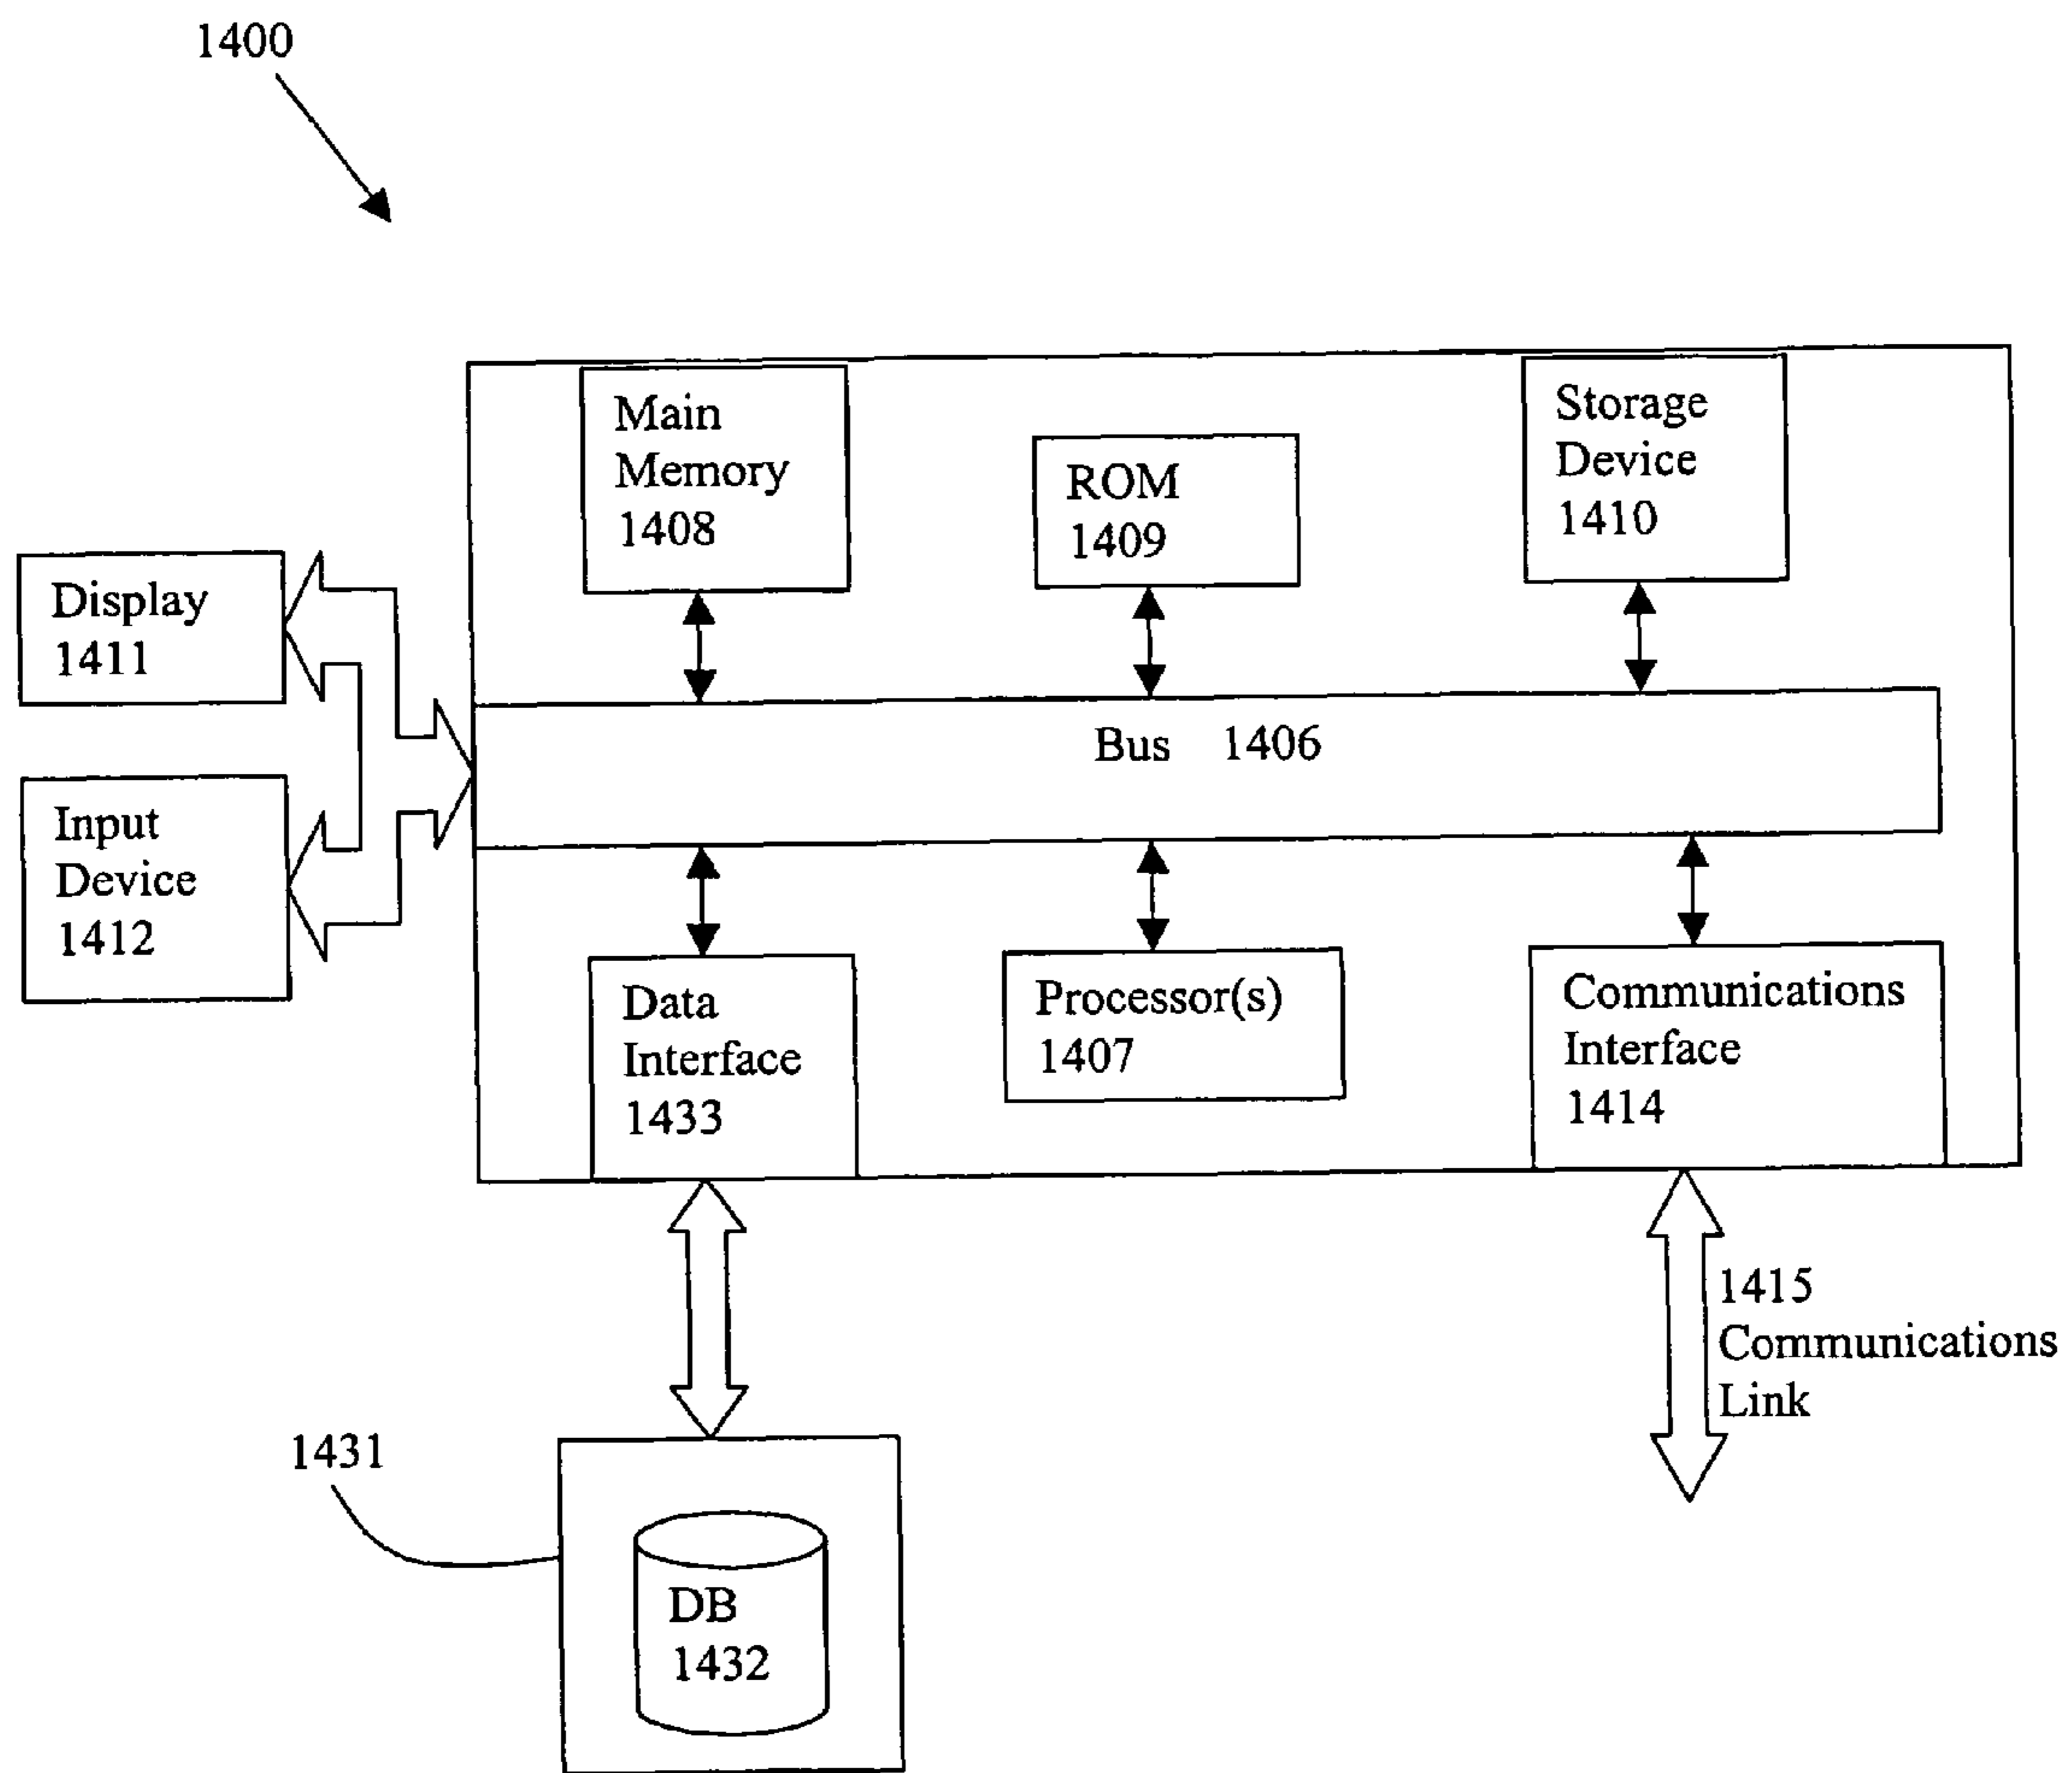 1400
Main
Memory
1408
ROM
1409
Storage
Device
1410
Display
1411
Bus 1406
Input
Device
1412
Data
Interface
1433
Processor(s)
1407
Communications
Interface
1414
1415
Communications
Link
1431
DB
1432